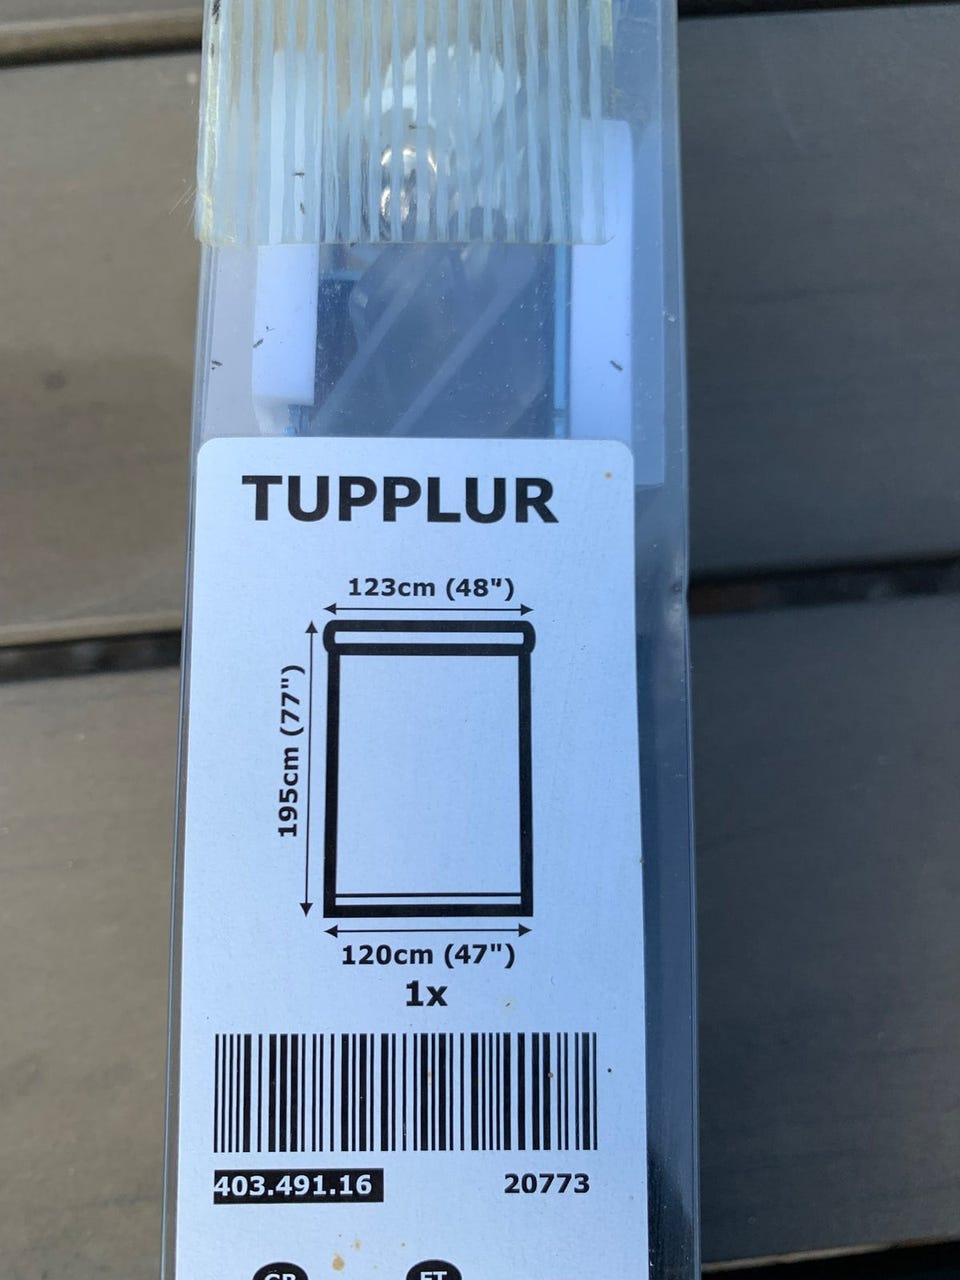 TUPPLUR
123cm (48")
195cm (77")
120cm (47")
1x
403.491.16 20773